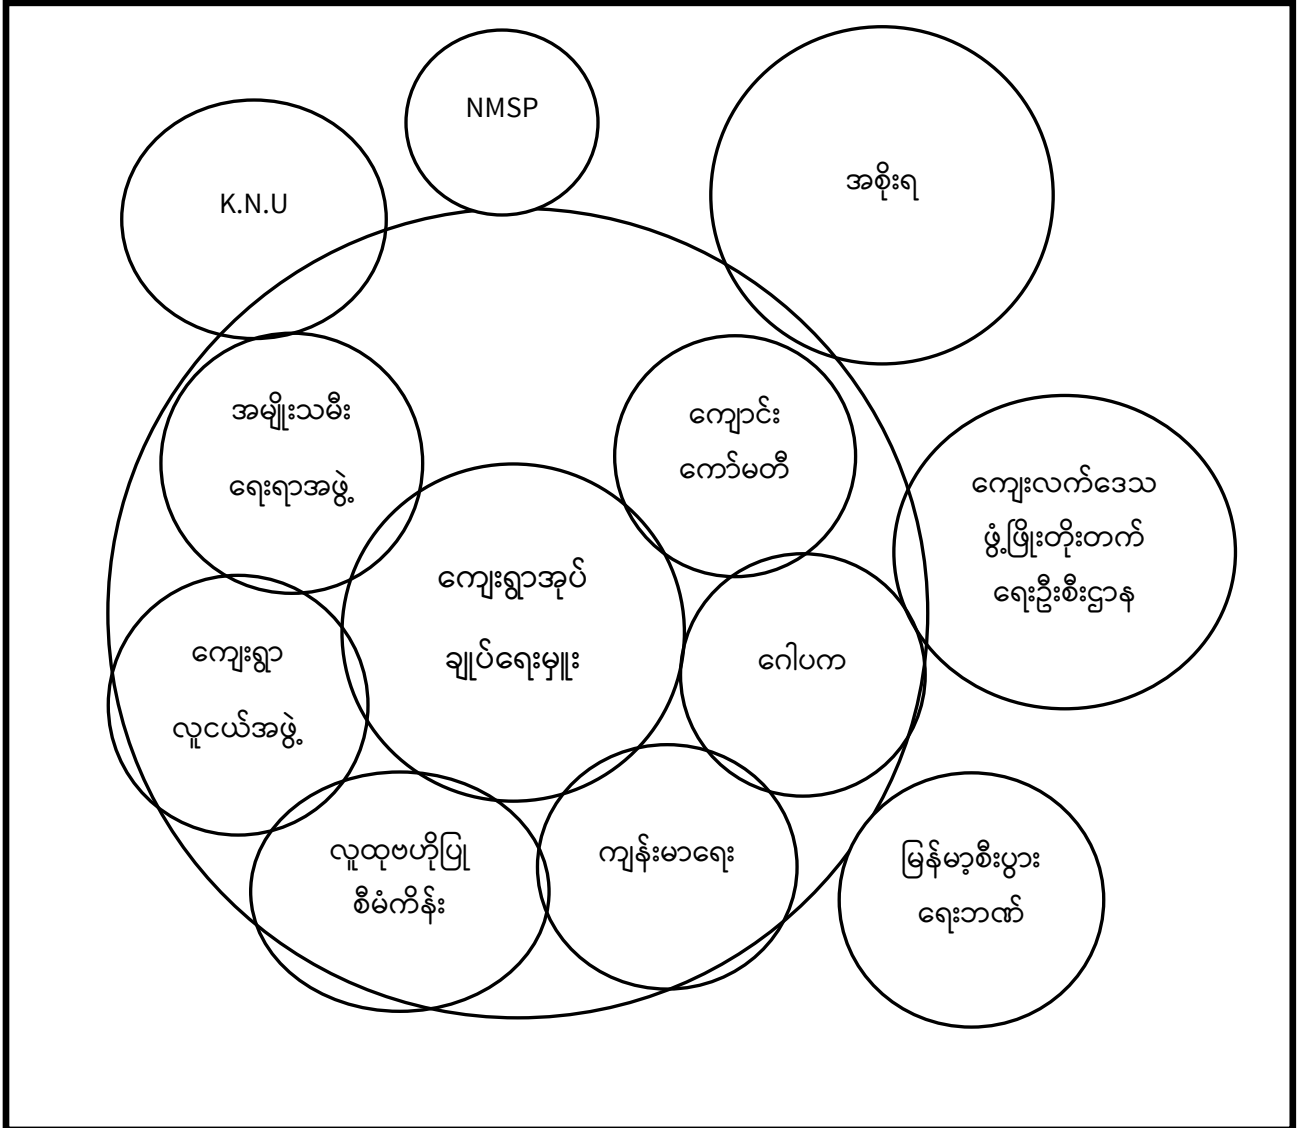 NMSP
K.N.U
အစိုးရ
အမျိုးသမီး
ရေးရာအဖွဲ့
ကျောင်း
ကော်မတီ
ကျေးလက်ဒေသ
ဖွံ့ဖြိုးတိုးတက်
ရေးဦးစီးဌာန
ကျေးရွာအုပ်
ချုပ်ရေးမှူး
ကျေးရွာ
လူငယ်အဖွဲ့
ဂေါပက
လူထုဗဟိုပြု
စီမံကိန်း
ကျန်းမာရေး
မြန်မာ့စီးပွား
ရေးဘဏ်